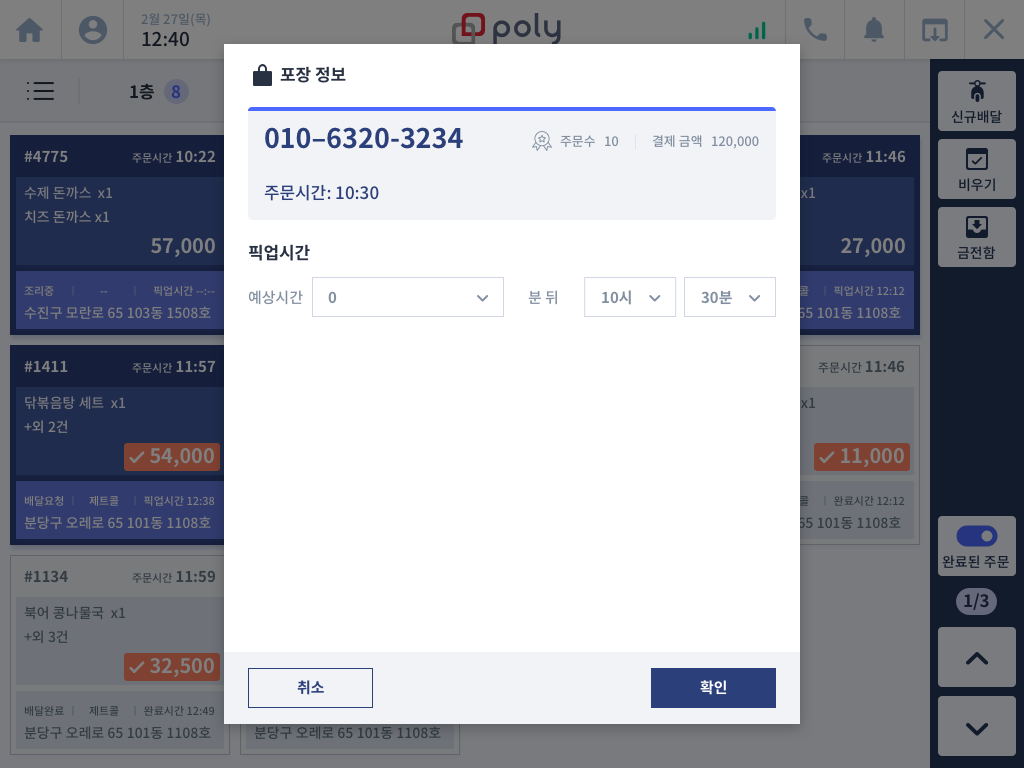 2월 27일(목)
12:40
poly
1층 8
#4775 주문시간 10:22
수제 돈까스 x1
치즈 돈까스 x1
57,000
조리중 -- 픽업시간 --:--
수진구 모란로 65 103동 1508호
#1411 주문시간 11:57
닦볶음탕 세트 x1
+외 2건
54,000
배달요청 제트콜 픽업시간 12:38
분당구 오레로 65 101동 1108호
#1134 주문시간 11:59
북어 콩나물국 x1
+외 3건
32,500
배달완료 제트콜 완료시간 12:49
분당구 오레로 65 101동 1108호
분당구 오레로 65 101동 1108호
포장 정보
010–6320-3234
주문수 10 결제 금액 120,000
주문시간: 10:30
픽업시간
예상시간 0 분 뒤 10시 30분
취소 확인
주문시간 11:46
x1
27,000
콜 픽업시간 12:12
65 101동 1108호
주문시간 11:46
x1
11,000
콜 완료시간 12:12
65 101동 1108호
신규배달
비우기
금전함
완료된 주문
1/3